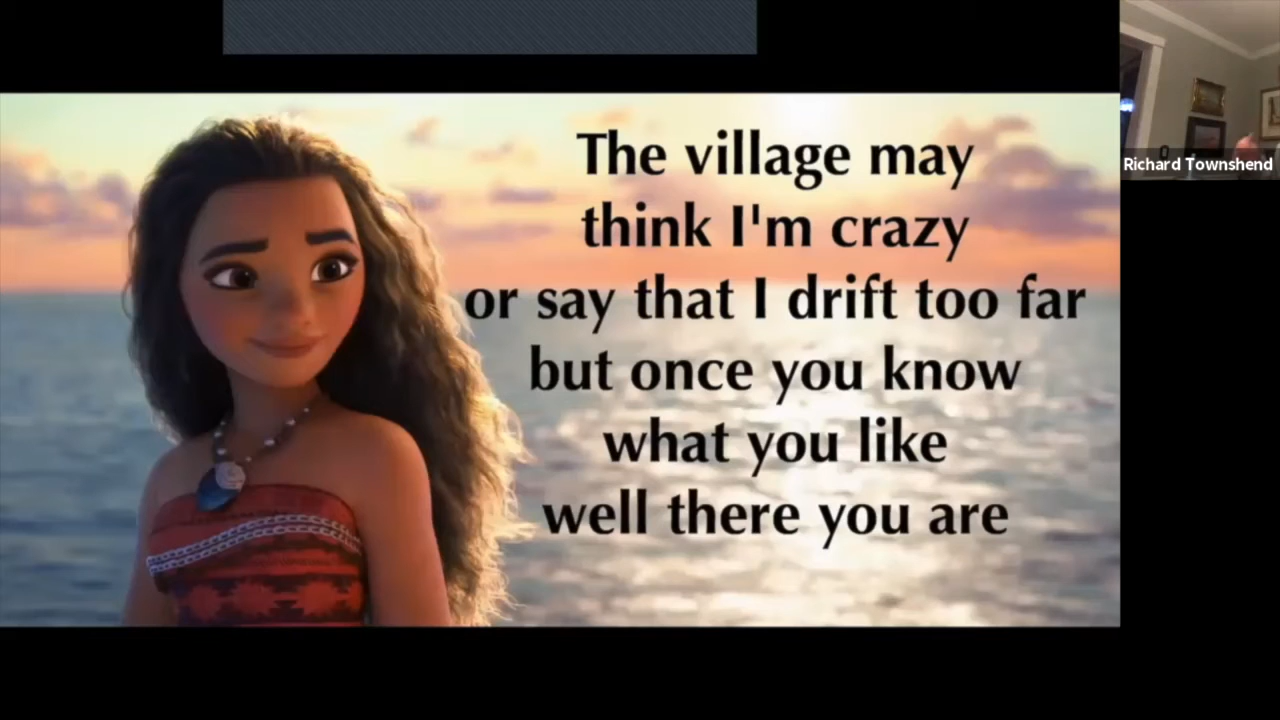 The village may
think I'm crazy
or say that I drift too far
but once you know
what you like
well there you are
Richard Townshend